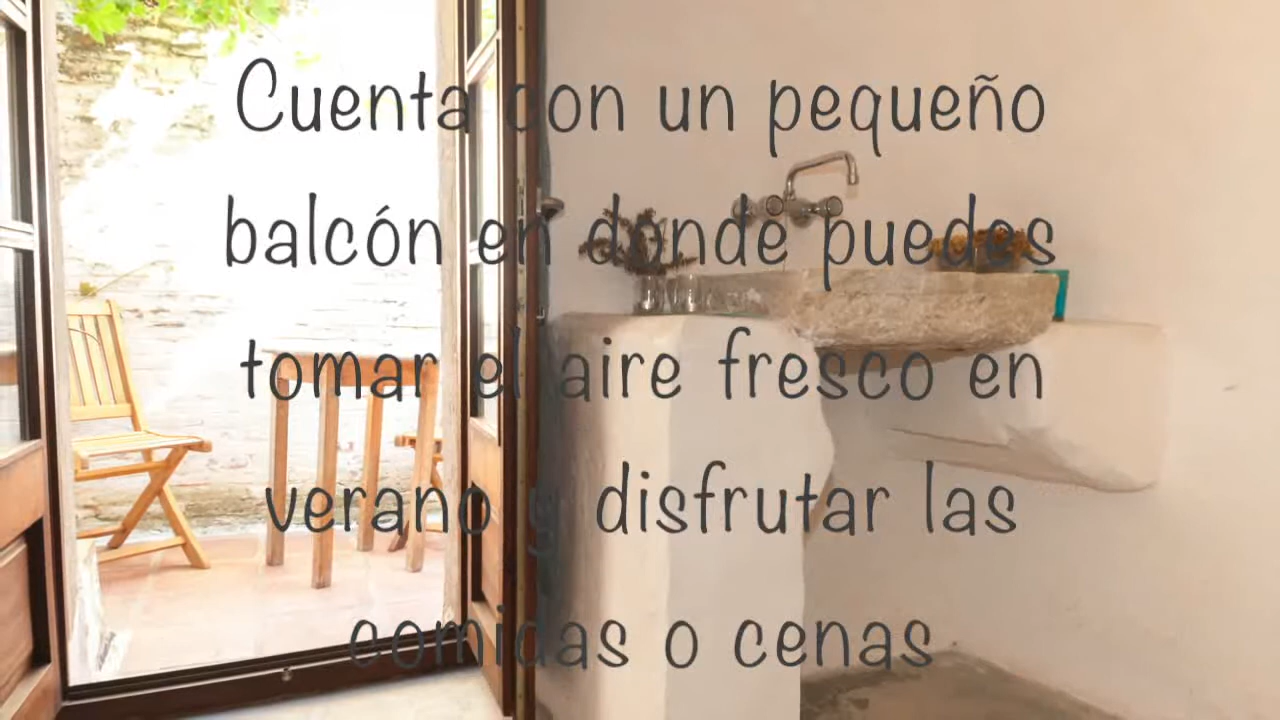 Cuenta con un pequeño
balcón en donde puedes
tomar el aire fresco en
verano y disfrutar las
comidas o cenas